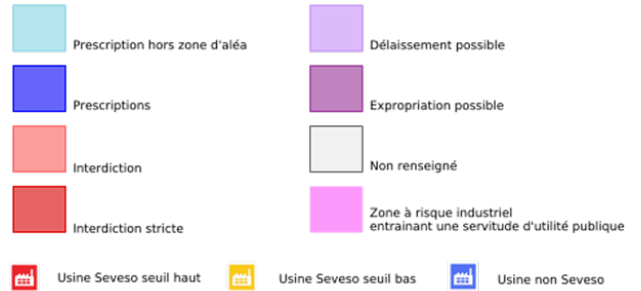 Prescription hors zone d'aléa
Délaissement possible
Prescriptions
Expropriation possible
Interdiction
Non renseigné
Interdiction stricte
Zone à risque industriel
entrainant une servitude d'utilité publique
Usine Seveso seuil haut
Usine Seveso seuil bas
Usine non Seveso